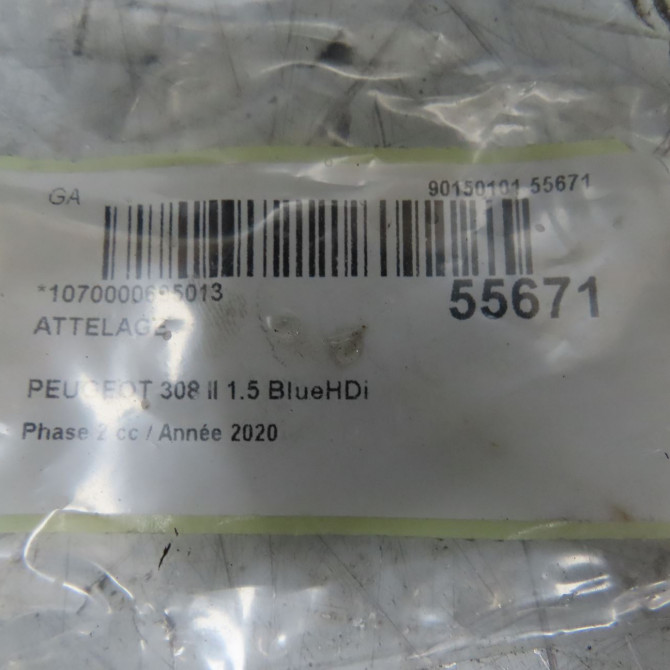 GA
90150101 55671
55671
ATTELAGE
PEUGEOT 308 II 1.5 BlueHDi
Phase 2 cc / Année 2020